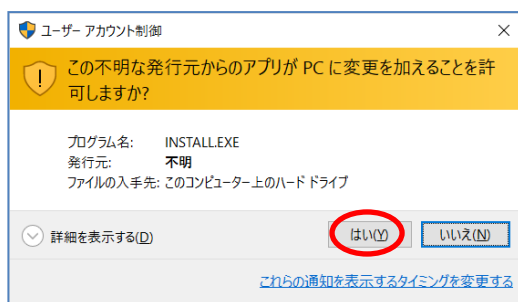 ユーザー アカウント制御
この不明な発行元からのアプリが PC に変更を加えることを許
可しますか?
プログラム名: INSTALL.EXE
発行元: 不明
ファイルの入手先: このコンピューター上のハード ドライブ
詳細を表示する(D) はい(Y) いいえ(N)
これらの通知を表示するタイミングを変更する